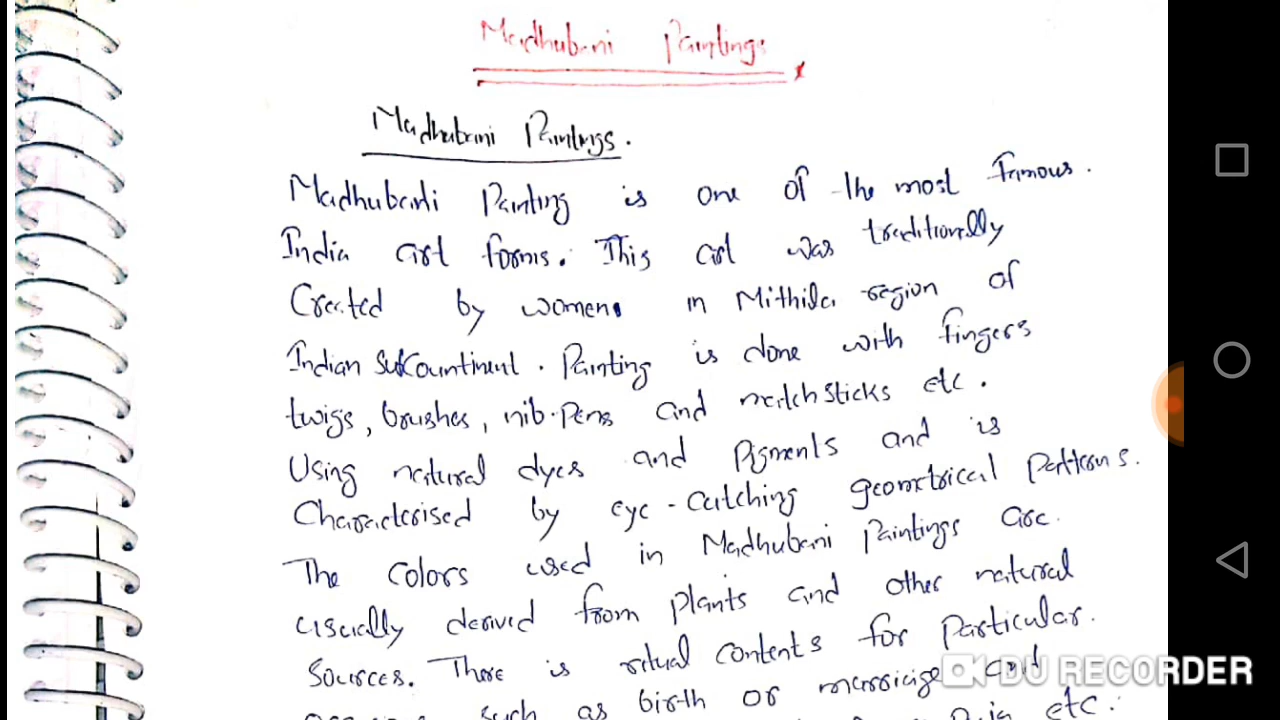 Madhubani Paintings
Madhubani Paintings.
Madhubani Painting is one of the most famous.
India art forms. This art was traditionally
Created by women in Mithila region of
Indian Subcountinent. Painting is done with fingers
twigs, brushes, nib-pens and matchsticks etc.
Using natural dyes and pigments and is
Characterised by eye-catching geometrical patterns.
The colors used in Madhubani Paintings are.
usually derived from plants and other natural
Sources. There is ritual contents for Particular.
such as birth or marriage and
etc.
DU RECORDER